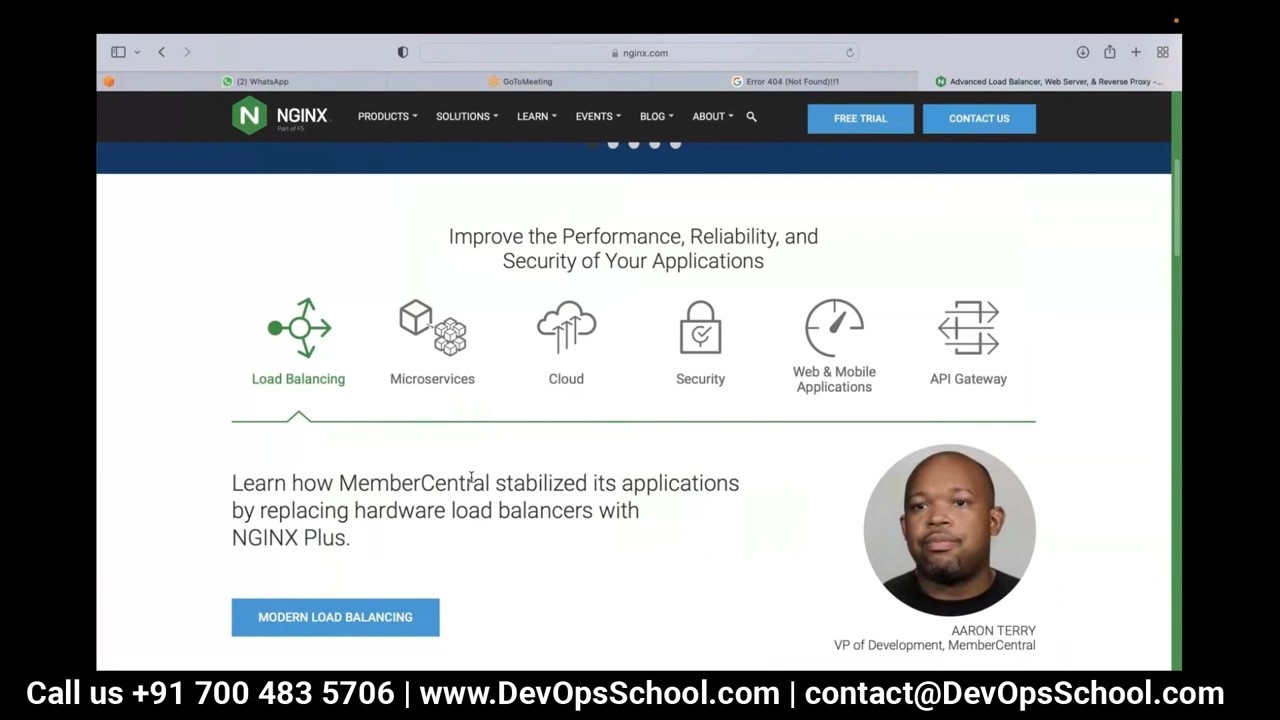 nginx.com
(2) WhatsApp
GoToMeeting
Error 404 (Not Found)!!1
Advanced Load Balancer, Web Server, & Reverse Proxy -...
NGINX
Part of F5
PRODUCTS
SOLUTIONS
LEARN
EVENTS
BLOG
ABOUT
FREE TRIAL
CONTACT US
Improve the Performance, Reliability, and
Security of Your Applications
Load Balancing
Microservices
Cloud
Security
Web & Mobile
Applications
API Gateway
Learn how MemberCentral stabilized its applications
by replacing hardware load balancers with
NGINX Plus.
MODERN LOAD BALANCING
AARON TERRY
VP of Development, MemberCentral
Call us +91 700 483 5706 | www.DevOpsSchool.com | contact@DevOpsSchool.com